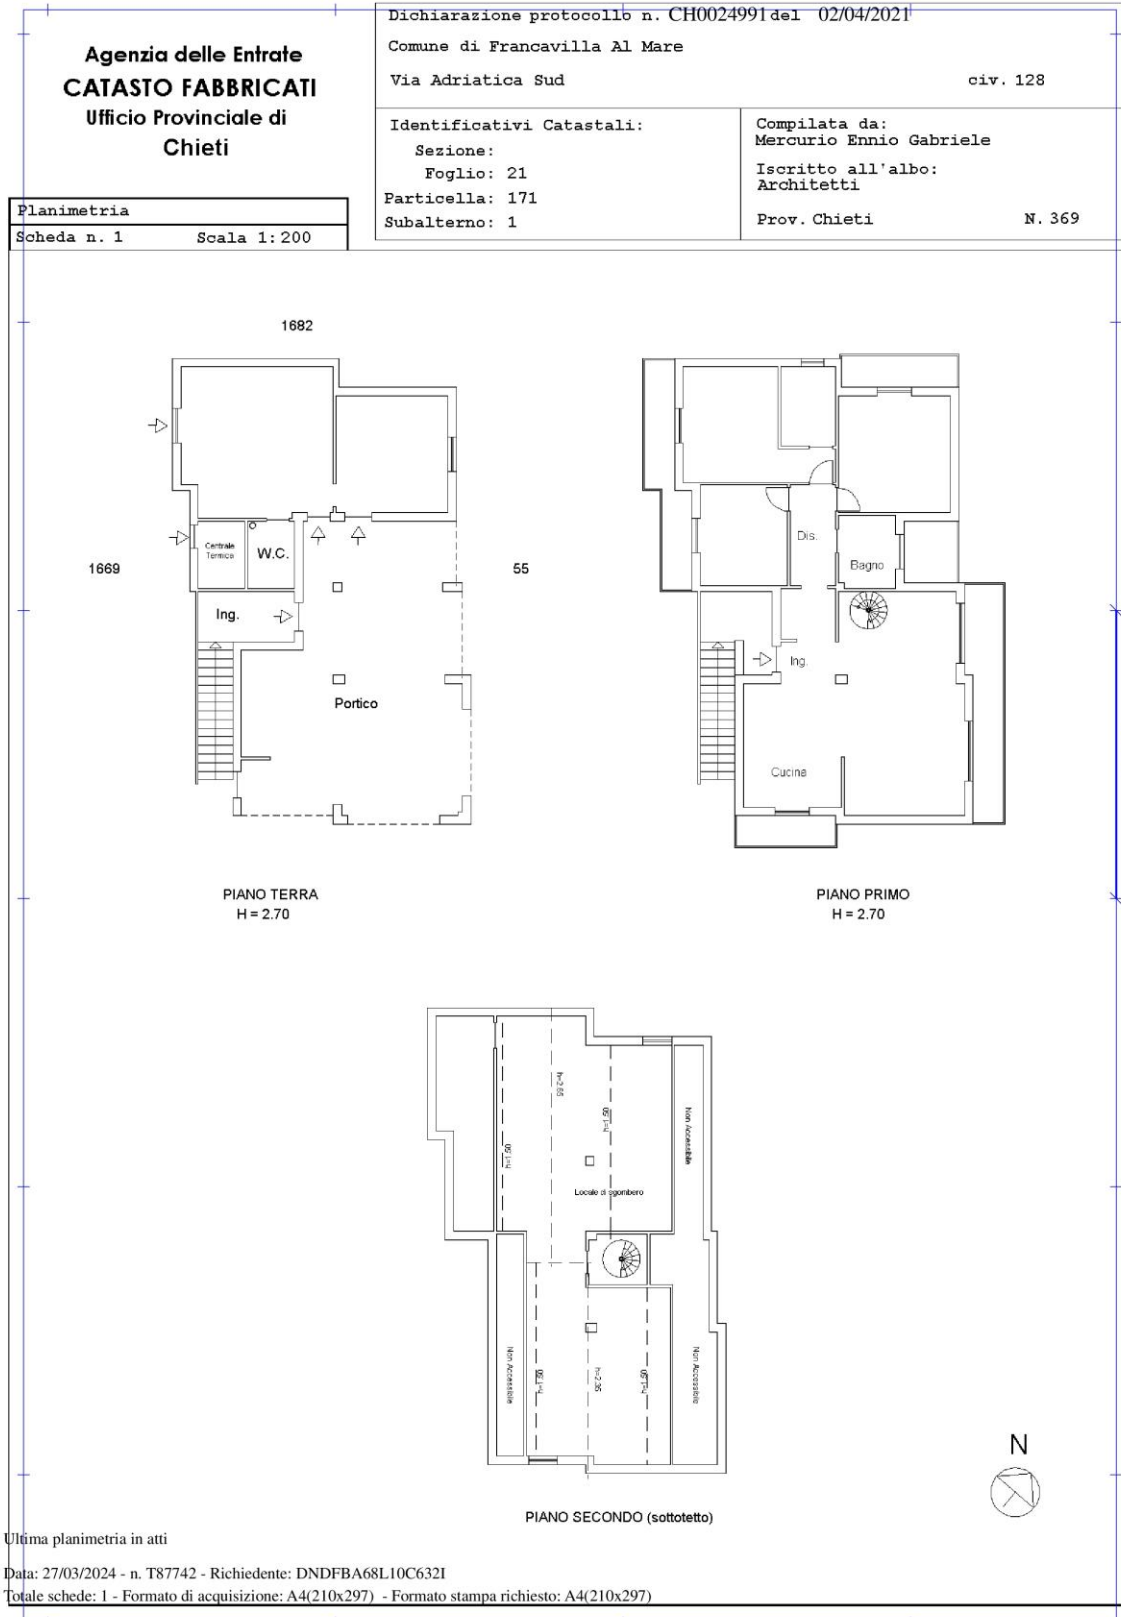 Agenzia delle Entrate
CATASTO FABBRICATI
Ufficio Provinciale di
Chieti
Dichiarazione protocollo n. CH0024991 del 02/04/2021
Comune di Francavilla Al Mare
Via Adriatica Sud civ. 128
Identificativi Catastali:
Sezione:
Foglio: 21
Particella: 171
Subalterno: 1
Compilata da:
Mercurio Ennio Gabriele
Iscritto all'albo:
Architetti
Prov. Chieti N. 369
Planimetria
Scheda n. 1 Scala 1:200
1682
1669
55
Centrale
Termica
W.C.
Ing.
Portico
PIANO TERRA
H = 2.70
Dis.
Bagno
Ing.
Cucina
PIANO PRIMO
H = 2.70
h=2.65
h=1.50
h=1.50
Non Accessibile
Locale di sgombero
Non Accessibile
h=1.50
h=2.35
h=1.50
Non Accessibile
PIANO SECONDO (sottotetto)
N
Ultima planimetria in atti
Data: 27/03/2024 - n. T87742 - Richiedente: DNDFBA68L10C632I
Totale schede: 1 - Formato di acquisizione: A4(210x297) - Formato stampa richiesto: A4(210x297)